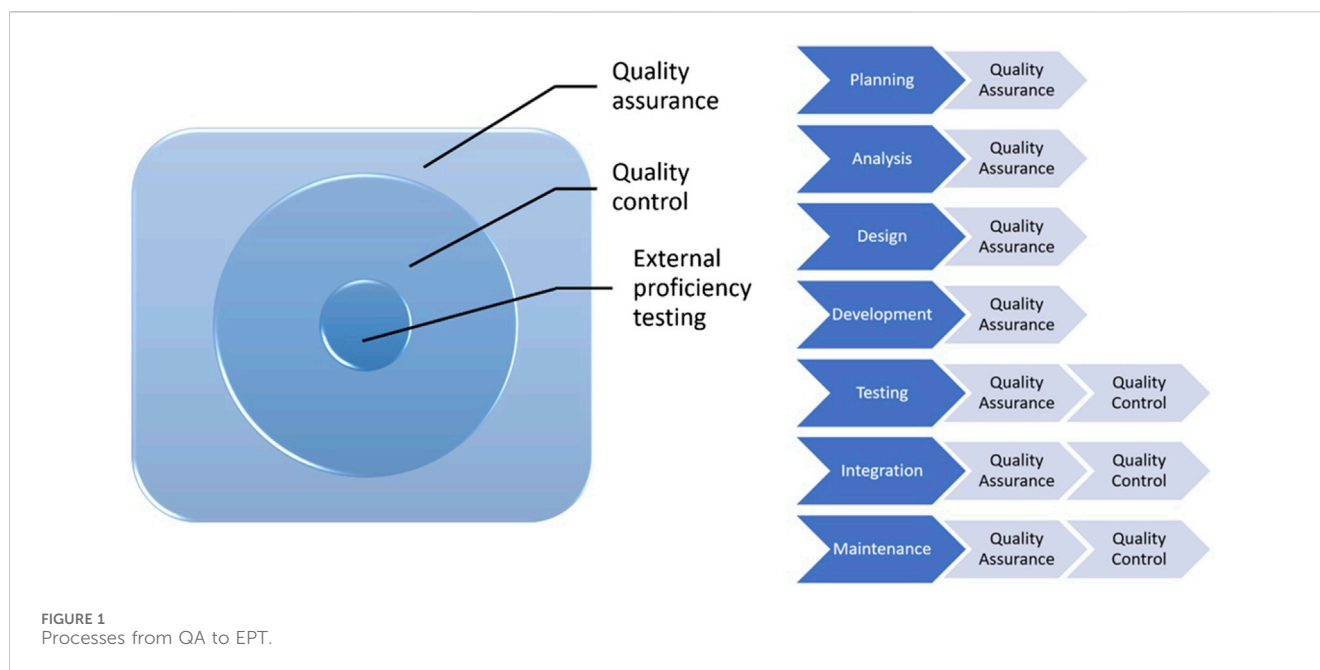 Quality
assurance
Quality
control
External
proficiency
testing
Planning
Quality
Assurance
Analysis
Quality
Assurance
Design
Quality
Assurance
Development
Quality
Assurance
Testing
Quality
Assurance
Quality
Control
Integration
Quality
Assurance
Quality
Control
Maintenance
Quality
Assurance
Quality
Control
FIGURE 1
Processes from QA to EPT.